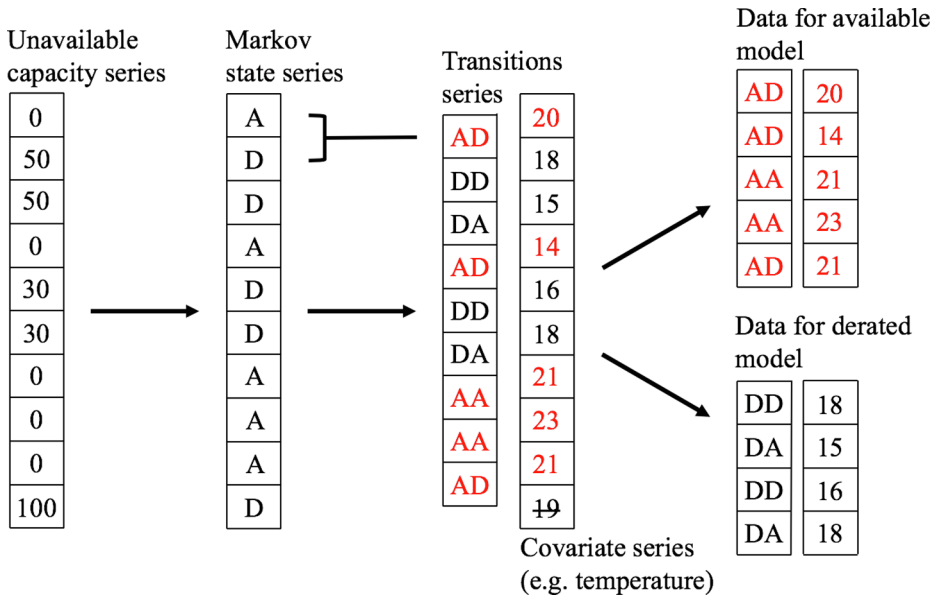 Unavailable
capacity series
0
50
50
0
30
30
0
0
0
100
Markov
state series
A
D
D
A
D
D
A
A
A
D
Transitions
series
AD
DD
DA
AD
DD
DA
AA
AA
AD
20
18
15
14
16
18
21
23
21
19
Covariate series
(e.g. temperature)
Data for available
model
AD 20
AD 14
AA 21
AA 23
AD 21
Data for derated
model
DD 18
DA 15
DD 16
DA 18